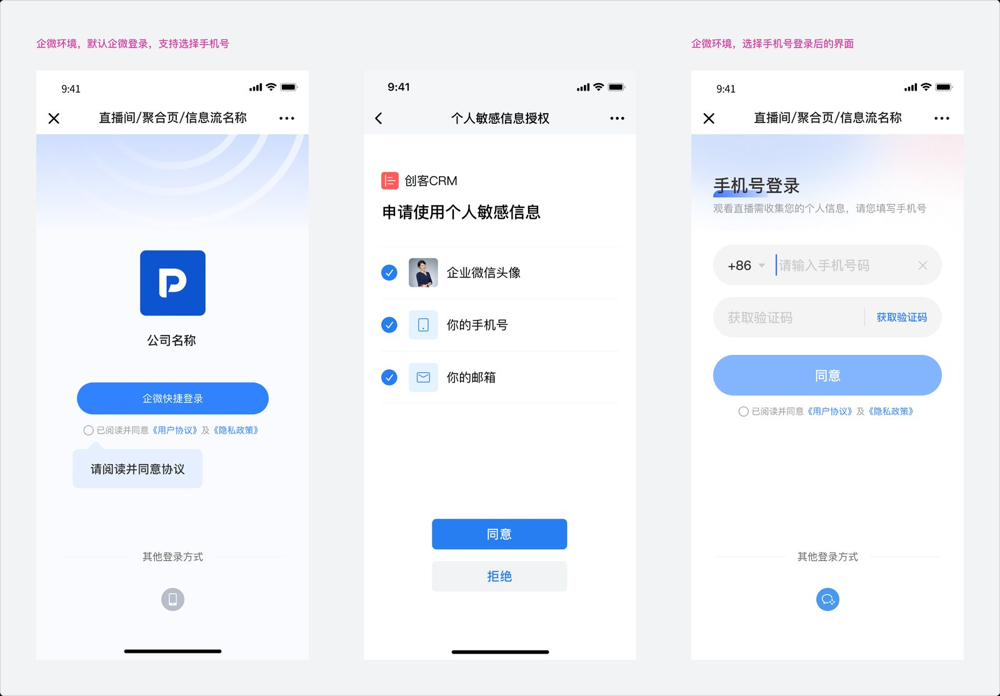 企微环境，默认企微登录，支持选择手机号
9:41
直播间/聚合页/信息流名称
公司名称
企微快捷登录
已阅读并同意《用户协议》及《隐私政策》
请阅读并同意协议
其他登录方式
9:41
个人敏感信息授权
创客CRM
申请使用个人敏感信息
企业微信头像
你的手机号
你的邮箱
同意
拒绝
企微环境，选择手机号登录后的界面
9:41
直播间/聚合页/信息流名称
手机号登录
观看直播需收集您的个人信息，请您填写手机号
+86 请输入手机号码
获取验证码 获取验证码
同意
已阅读并同意《用户协议》及《隐私政策》
其他登录方式